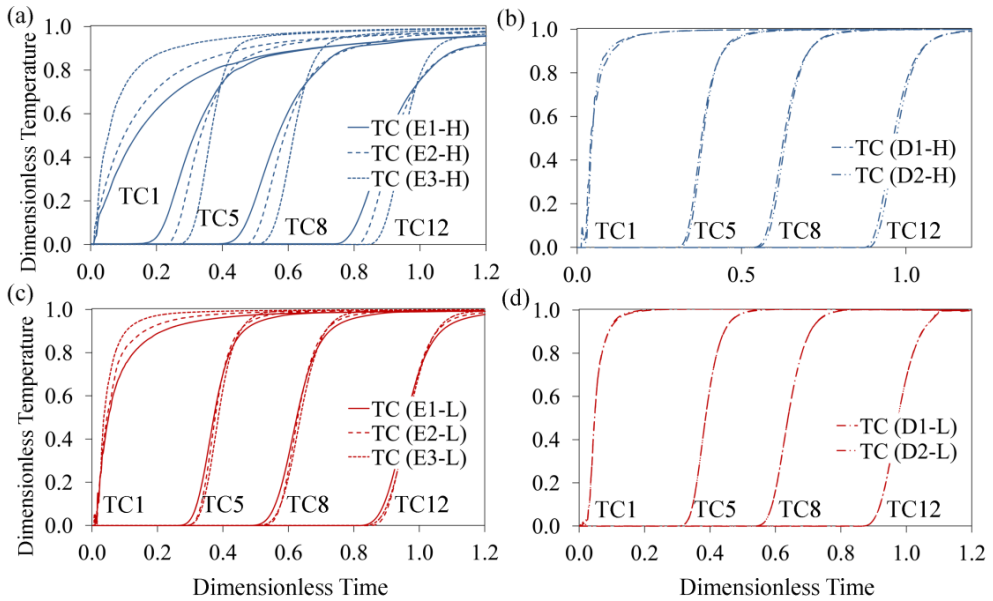 (a)
Dimensionless Temperature
1.0
0.8
0.6
0.4
0.2
0.0
TC (E1-H)
TC (E2-H)
TC (E3-H)
TC1
TC5
TC8
TC12
0.0 0.2 0.4 0.6 0.8 1.0 1.2
(b)
1.0
0.8
0.6
0.4
0.2
0.0
TC (D1-H)
TC (D2-H)
TC1
TC5
TC8
TC12
0.0 0.5 1.0
(c)
Dimensionless Temperature
1.0
0.8
0.6
0.4
0.2
0.0
TC (E1-L)
TC (E2-L)
TC (E3-L)
TC1
TC5
TC8
TC12
0.0 0.2 0.4 0.6 0.8 1.0 1.2
Dimensionless Time
(d)
1.0
0.8
0.6
0.4
0.2
0.0
TC (D1-L)
TC (D2-L)
TC1
TC5
TC8
TC12
0.0 0.2 0.4 0.6 0.8 1.0 1.2
Dimensionless Time